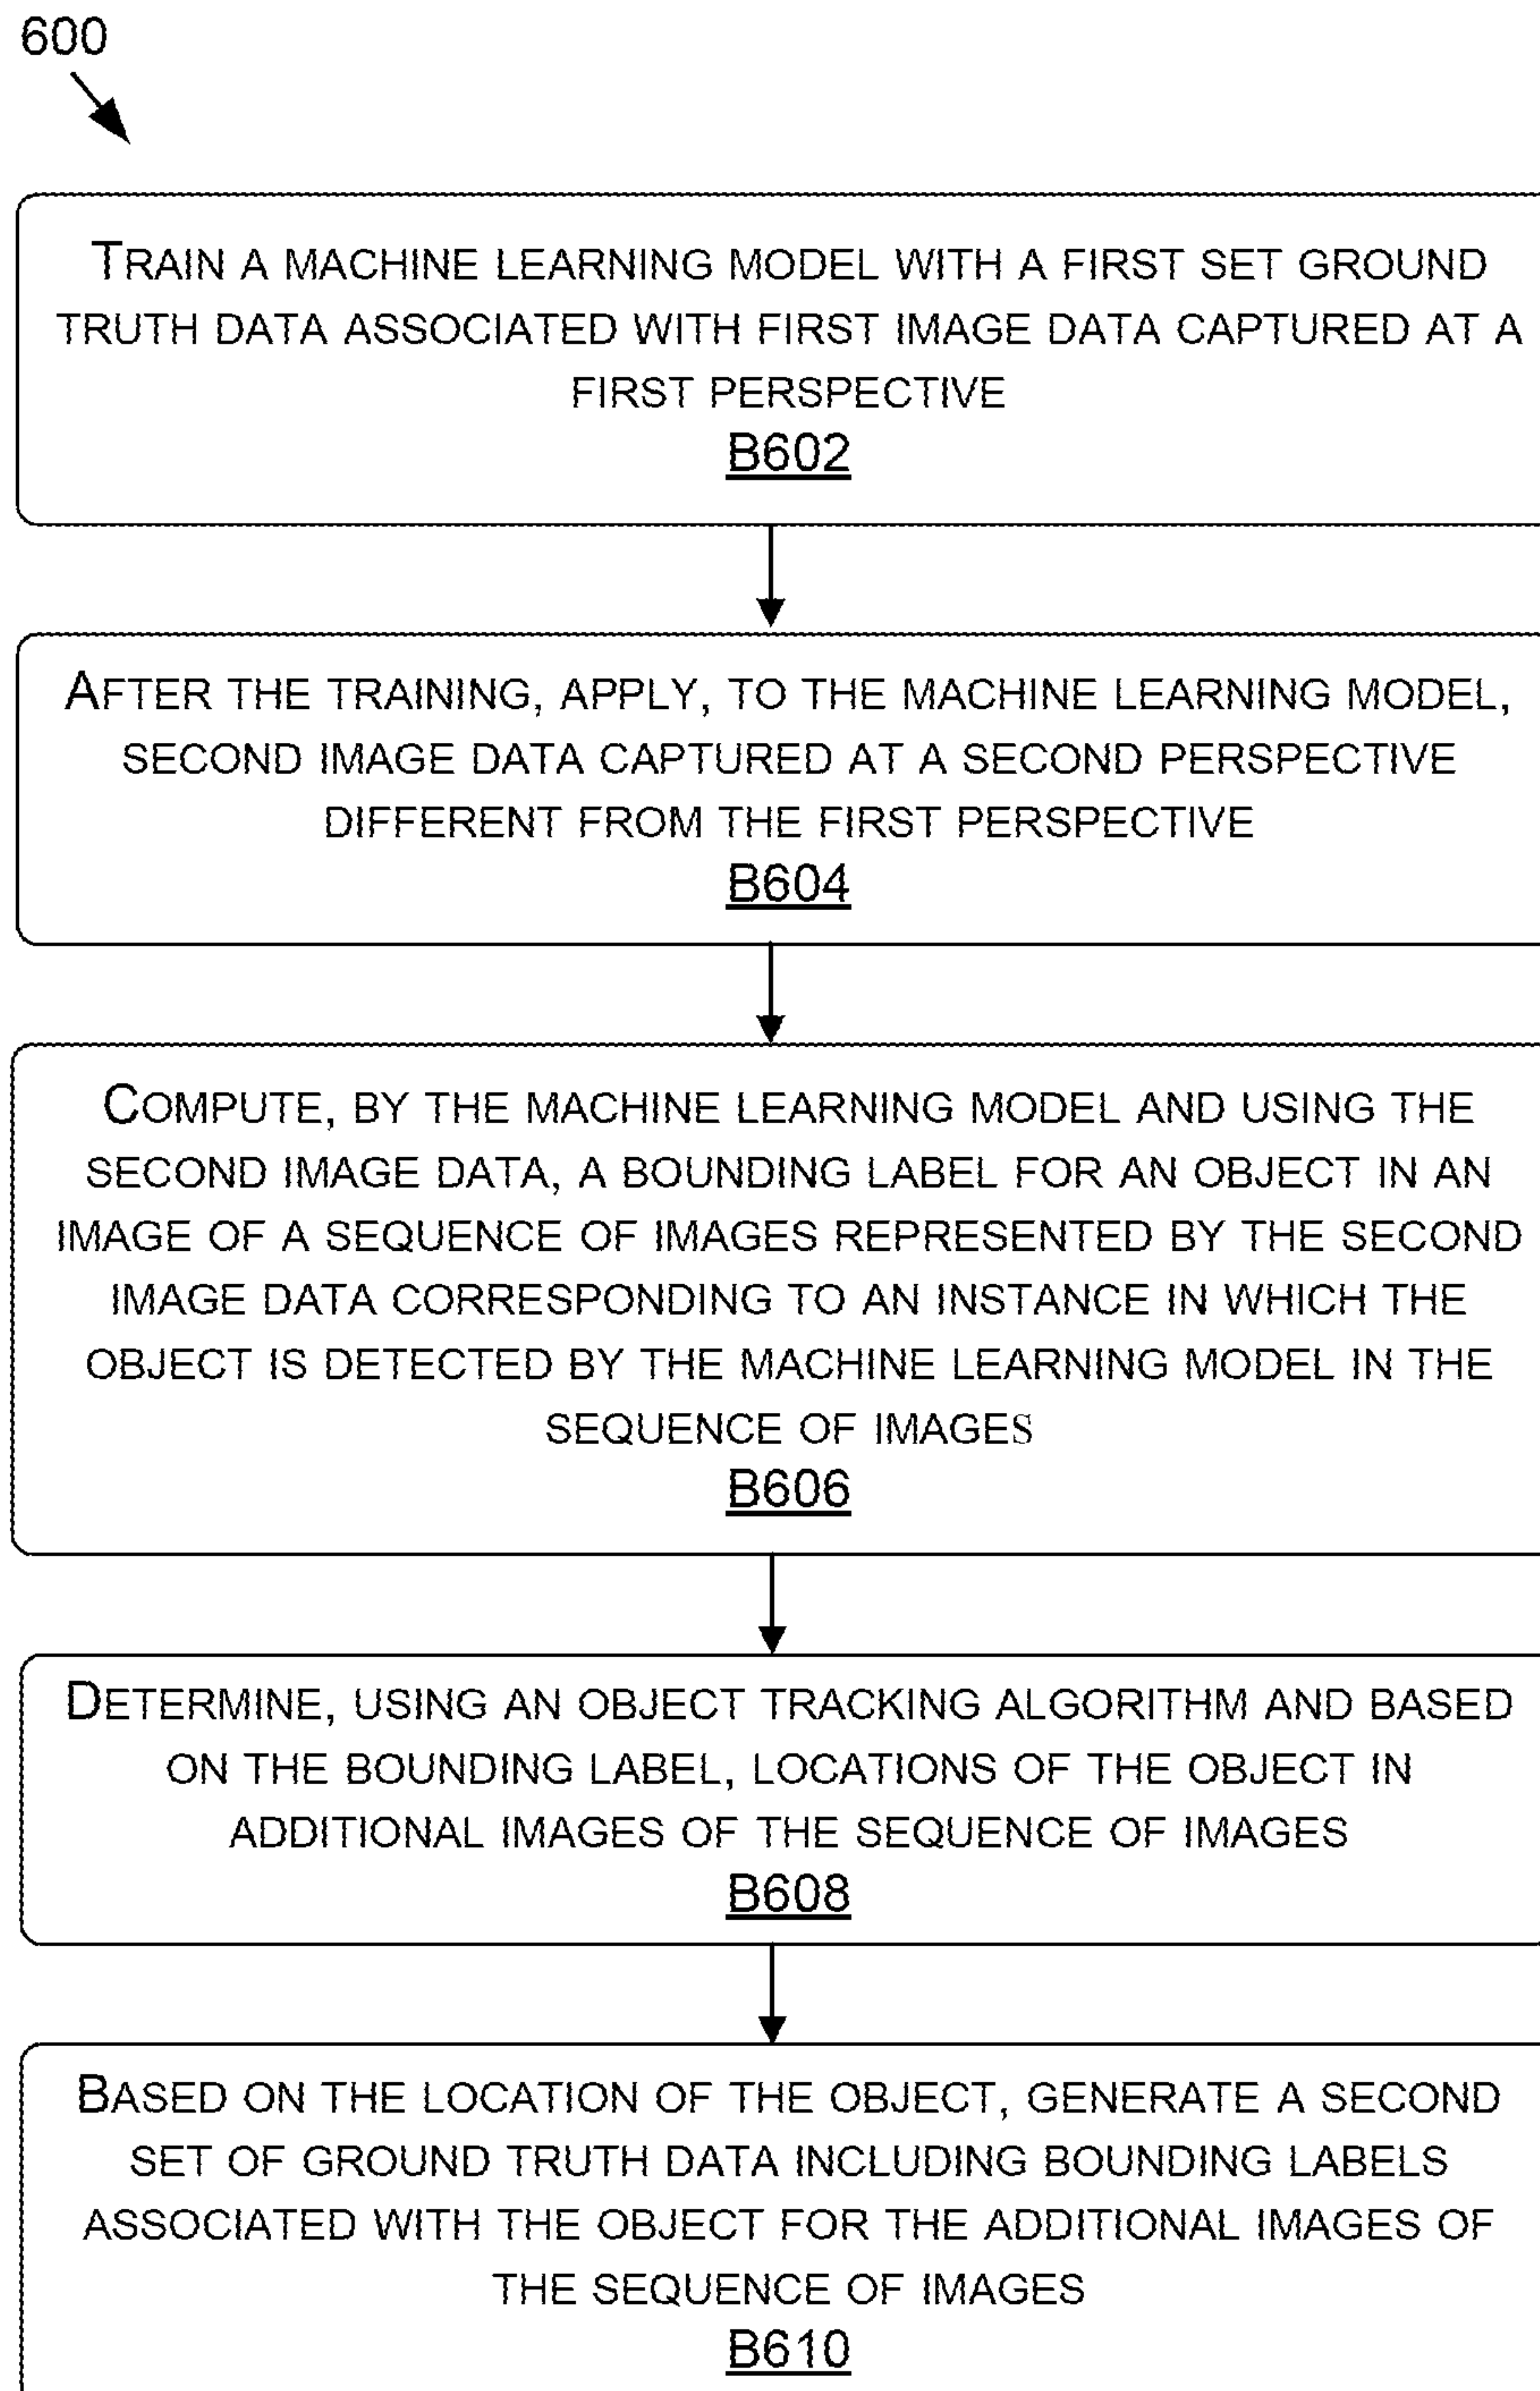 600
TRAIN A MACHINE LEARNING MODEL WITH A FIRST SET GROUND
TRUTH DATA ASSOCIATED WITH FIRST IMAGE DATA CAPTURED AT A
FIRST PERSPECTIVE
B602
AFTER THE TRAINING, APPLY, TO THE MACHINE LEARNING MODEL,
SECOND IMAGE DATA CAPTURED AT A SECOND PERSPECTIVE
DIFFERENT FROM THE FIRST PERSPECTIVE
B604
COMPUTE, BY THE MACHINE LEARNING MODEL AND USING THE
SECOND IMAGE DATA, A BOUNDING LABEL FOR AN OBJECT IN AN
IMAGE OF A SEQUENCE OF IMAGES REPRESENTED BY THE SECOND
IMAGE DATA CORRESPONDING TO AN INSTANCE IN WHICH THE
OBJECT IS DETECTED BY THE MACHINE LEARNING MODEL IN THE
SEQUENCE OF IMAGES
B606
DETERMINE, USING AN OBJECT TRACKING ALGORITHM AND BASED
ON THE BOUNDING LABEL, LOCATIONS OF THE OBJECT IN
ADDITIONAL IMAGES OF THE SEQUENCE OF IMAGES
B608
BASED ON THE LOCATION OF THE OBJECT, GENERATE A SECOND
SET OF GROUND TRUTH DATA INCLUDING BOUNDING LABELS
ASSOCIATED WITH THE OBJECT FOR THE ADDITIONAL IMAGES OF
THE SEQUENCE OF IMAGES
B610